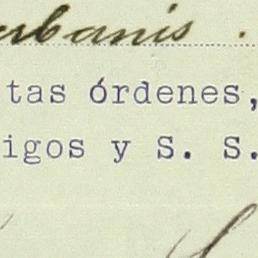 urbanis .
tas órdenes,
igos y S. S.